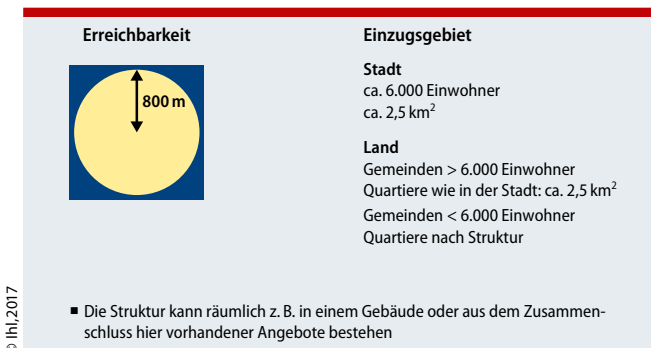 Erreichbarkeit
800 m
Einzugsgebiet
Stadt
ca. 6.000 Einwohner
ca. 2,5 km²
Land
Gemeinden > 6.000 Einwohner
Quartiere wie in der Stadt: ca. 2,5 km²
Gemeinden < 6.000 Einwohner
Quartiere nach Struktur
■ Die Struktur kann räumlich z. B. in einem Gebäude oder aus dem Zusammen-
schluss hier vorhandener Angebote bestehen
© Ihl,2017